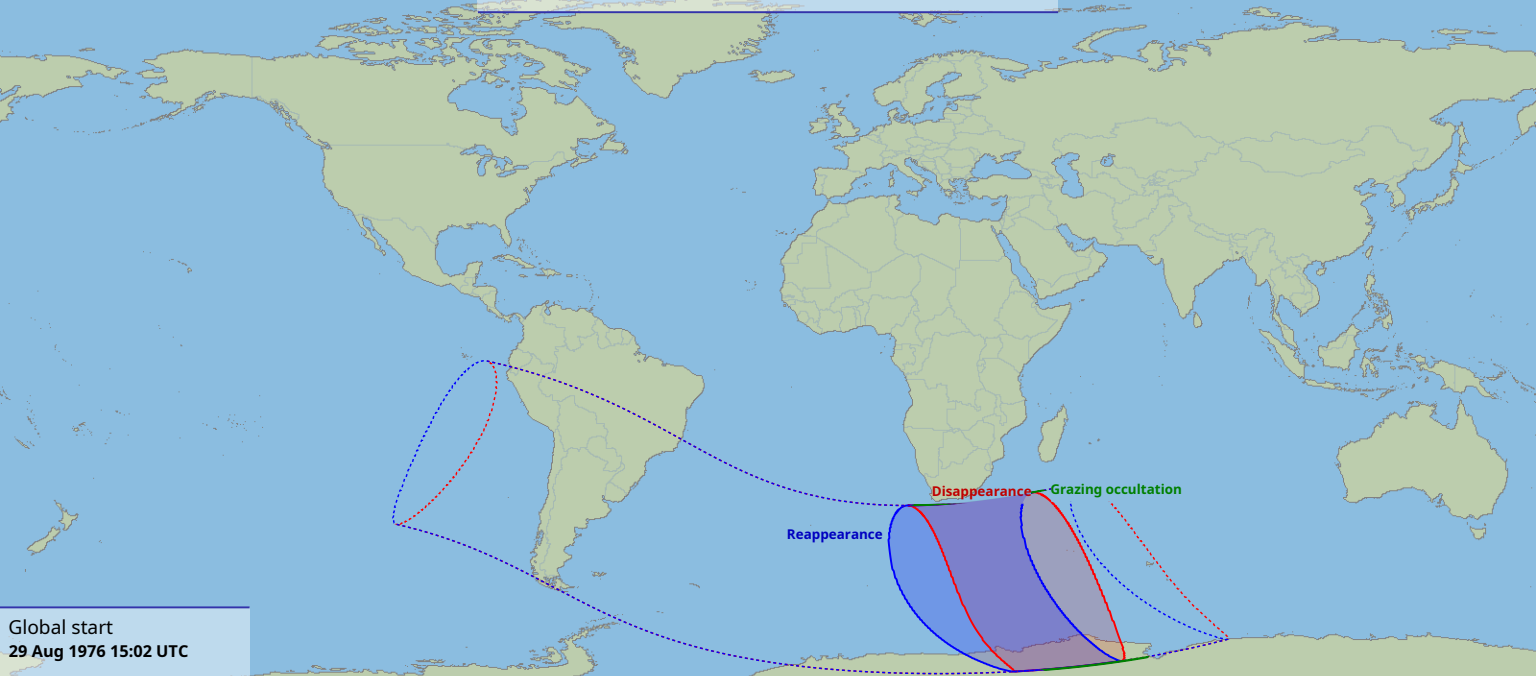 Disappearance
Grazing occultation
Reappearance
Global start
29 Aug 1976 15:02 UTC